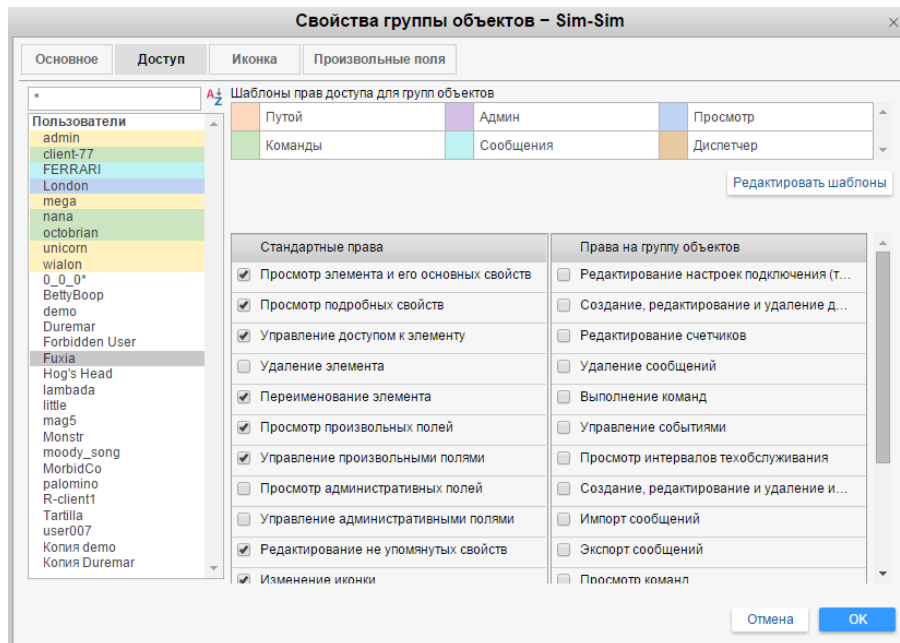 Свойства группы объектов – Sim-Sim
Основное
Доступ
Иконка
Произвольные поля
*
Шаблоны прав доступа для групп объектов
Путой
Админ
Просмотр
Команды
Сообщения
Диспетчер
Редактировать шаблоны
Пользователи
admin
client-77
FERRARI
London
mega
nana
octobrian
unicorn
wialon
0_0_0*
BettyBoop
demo
Duremar
Forbidden User
Fuxia
Hog's Head
lambada
little
mag5
Monstr
moody_song
MorbidCo
palomino
R-client1
Tartilla
user007
Копия demo
Копия Duremar
Стандартные права
Просмотр элемента и его основных свойств
Просмотр подробных свойств
Управление доступом к элементу
Удаление элемента
Переименование элемента
Просмотр произвольных полей
Управление произвольными полями
Просмотр административных полей
Управление административными полями
Редактирование не упомянутых свойств
Изменение иконки
Права на группу объектов
Редактирование настроек подключения (т...
Создание, редактирование и удаление д...
Редактирование счетчиков
Удаление сообщений
Выполнение команд
Управление событиями
Просмотр интервалов техобслуживания
Создание, редактирование и удаление и...
Импорт сообщений
Экспорт сообщений
Просмотр команд
Отмена
OK